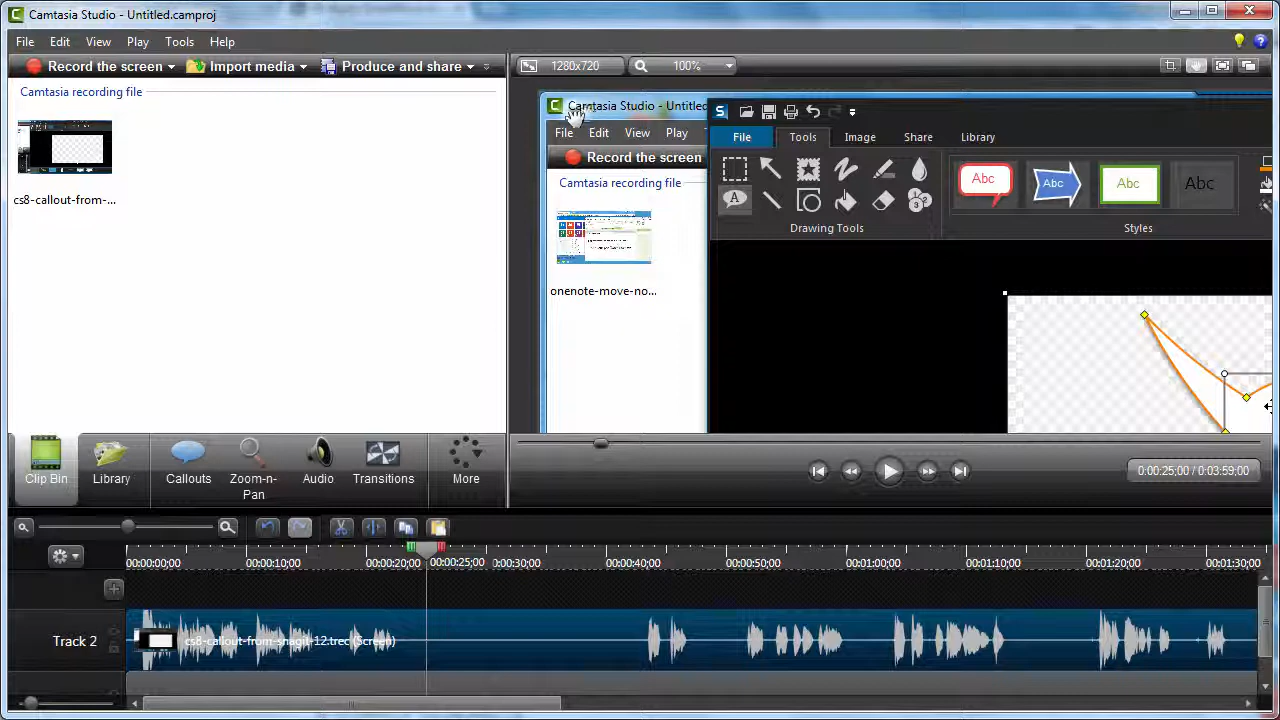 Camtasia Studio - Untitled.camproj
File Edit View Play Tools Help
Record the screen Import media Produce and share
1280x720 100%
Camtasia recording file
cs8-callout-from-...
Camtasia Studio - Untitled
File Edit View Play
Record the screen
Camtasia recording file
onenote-move-no...
S
File Tools Image Share Library
A
Abc Abc Abc Abc
Drawing Tools Styles
Clip Bin Library Callouts Zoom-n-Pan Audio Transitions More
0:00:25;00 / 0:03:59;00
00:00:00;00 00:00:10;00 00:00:20;00 00:00:25;00 0:00:30;00 00:00:40;00 00:00:50;00 00:01:00;00 00:01:10;00 00:01:20;00 00:01:30;00
Track 2 cs8-callout-from-snagit-12.trec (Screen)